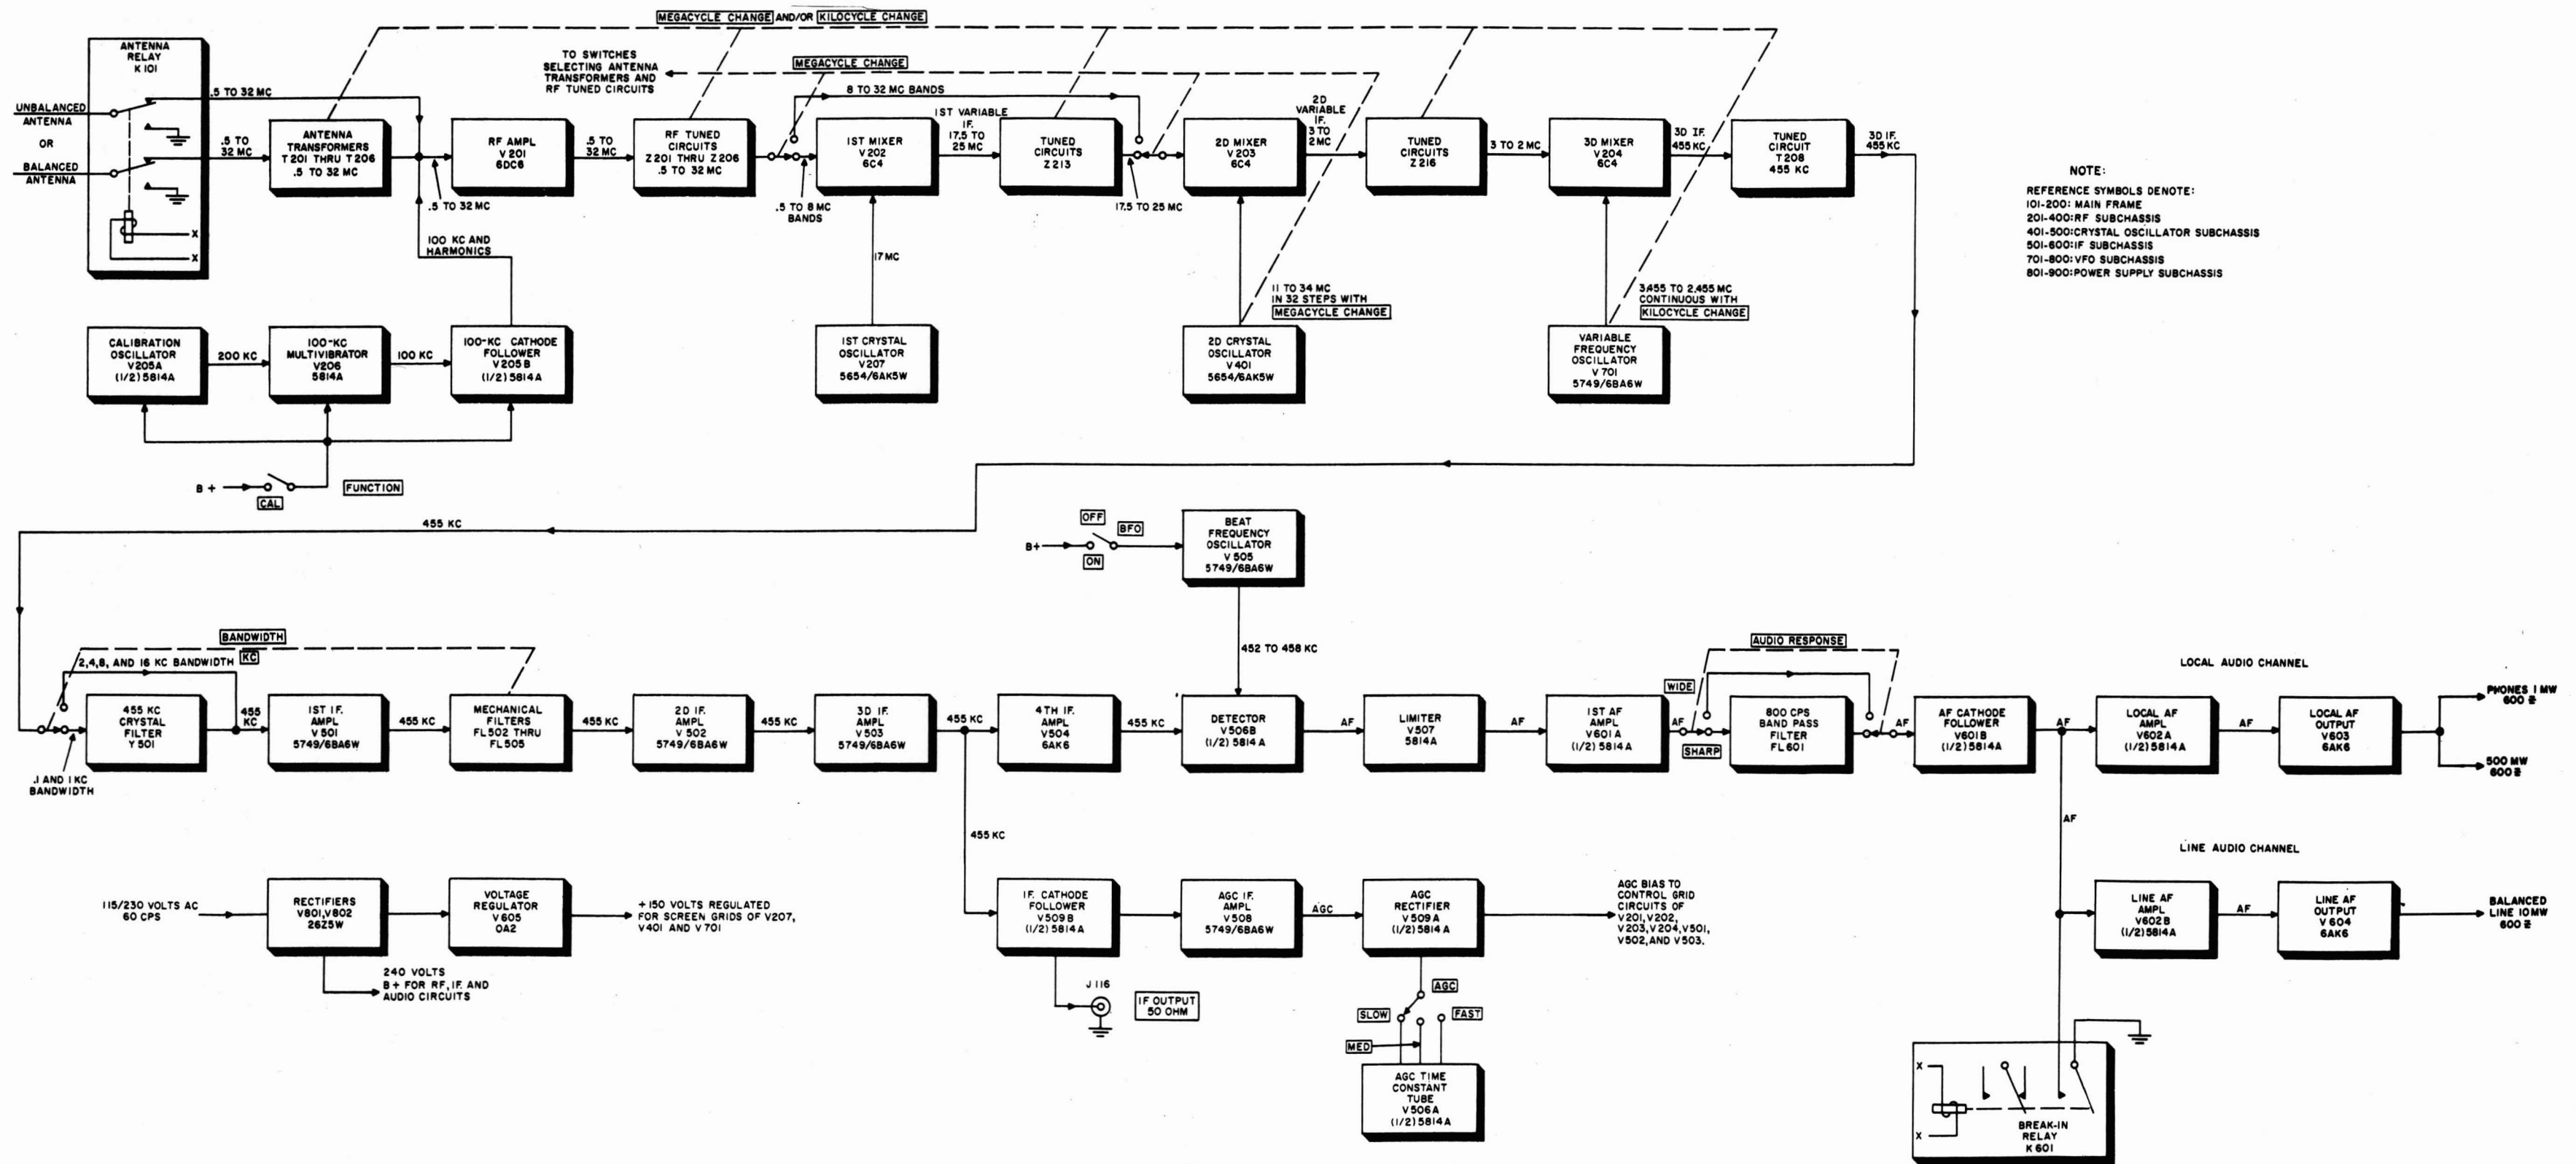 MEGACYCLE CHANGE AND/OR KILOCYCLE CHANGE
ANTENNA
RELAY
K 101
UNBALANCED
ANTENNA
OR
BALANCED
ANTENNA
X
X
.5 TO 32 MC
.5 TO
32 MC
ANTENNA
TRANSFORMERS
T 201 THRU T 206
.5 TO 32 MC
TO SWITCHES
SELECTING ANTENNA
TRANSFORMERS AND
RF TUNED CIRCUITS
MEGACYCLE CHANGE
.5 TO 32 MC
100 KC AND
HARMONICS
RF AMPL
V 201
6DC6
.5 TO
32 MC
RF TUNED
CIRCUITS
Z 201 THRU Z 206
.5 TO 32 MC
8 TO 32 MC BANDS
.5 TO 8 MC
BANDS
1ST MIXER
V 202
6C4
1ST VARIABLE
IF.
17.5 TO
25 MC
TUNED
CIRCUITS
Z 213
17.5 TO 25 MC
2D MIXER
V 203
6C4
2D
VARIABLE
IF.
3 TO
2 MC
TUNED
CIRCUITS
Z 216
3 TO 2 MC
3D MIXER
V 204
6C4
3D IF.
455 KC
TUNED
CIRCUIT
T 208
455 KC
3D IF.
455 KC
NOTE:
REFERENCE SYMBOLS DENOTE:
101-200: MAIN FRAME
201-400:RF SUBCHASSIS
401-500:CRYSTAL OSCILLATOR SUBCHASSIS
501-600:IF SUBCHASSIS
701-800:VFO SUBCHASSIS
801-900:POWER SUPPLY SUBCHASSIS
17 MC
11 TO 34 MC
IN 32 STEPS WITH
MEGACYCLE CHANGE
3,455 TO 2,455 MC
CONTINUOUS WITH
KILOCYCLE CHANGE
CALIBRATION
OSCILLATOR
V 205A
(1/2) 5814A
200 KC
100-KC
MULTIVIBRATOR
V 206
5814A
100 KC
100-KC CATHODE
FOLLOWER
V 205 B
(1/2) 5814A
1ST CRYSTAL
OSCILLATOR
V 207
5654/6AK5W
2D CRYSTAL
OSCILLATOR
V 401
5654/6AK5W
VARIABLE
FREQUENCY
OSCILLATOR
V 701
5749/6BA6W
B +
CAL
FUNCTION
455 KC
B+
OFF
BFO
ON
BEAT
FREQUENCY
OSCILLATOR
V 505
5749/6BA6W
452 TO 458 KC
BANDWIDTH
2,4,8, AND 16 KC BANDWIDTH KC
.1 AND 1 KC
BANDWIDTH
455 KC
CRYSTAL
FILTER
Y 501
455
KC
1ST IF.
AMPL
V 501
5749/6BA6W
455 KC
MECHANICAL
FILTERS
FL 502 THRU
FL 505
455 KC
2D IF.
AMPL
V 502
5749/6BA6W
455 KC
3D IF.
AMPL
V 503
5749/6BA6W
455 KC
4TH IF.
AMPL
V 504
6AK6
455 KC
DETECTOR
V 506B
(1/2) 5814 A
AF
LIMITER
V 507
5814A
AF
1ST AF
AMPL
V 601 A
(1/2) 5814A
AF
AUDIO RESPONSE
WIDE
SHARP
800 CPS
BAND PASS
FILTER
FL 601
AF
AF CATHODE
FOLLOWER
V 601 B
(1/2) 5814A
AF
LOCAL AUDIO CHANNEL
LOCAL AF
AMPL
V 602 A
(1/2) 5814 A
AF
LOCAL AF
OUTPUT
V 603
6AK6
PHONES 1 MW
600
500 MW
600
455 KC
AF
LINE AUDIO CHANNEL
115/230 VOLTS AC
60 CPS
RECTIFIERS
V801,V802
26Z5W
VOLTAGE
REGULATOR
V 605
OA2
+150 VOLTS REGULATED
FOR SCREEN GRIDS OF V 207,
V 401 AND V 701
240 VOLTS
B + FOR RF, IF. AND
AUDIO CIRCUITS
IF. CATHODE
FOLLOWER
V 509 B
(1/2) 5814 A
AGC IF.
AMPL
V 508
5749/6BA6W
AGC
AGC
RECTIFIER
V 509 A
(1/2) 5814A
AGC BIAS TO
CONTROL GRID
CIRCUITS OF
V 201, V 202,
V 203, V 204, V 501,
V 502, AND V 503.
LINE AF
AMPL
V 602 B
(1/2) 5814A
AF
LINE AF
OUTPUT
V 604
6AK6
BALANCED
LINE 10 MW
600
J 116
IF OUTPUT
50 OHM
AGC
SLOW
FAST
MED
AGC TIME
CONSTANT
TUBE
V 506A
(1/2) 5814A
X
X
BREAK-IN
RELAY
K 601